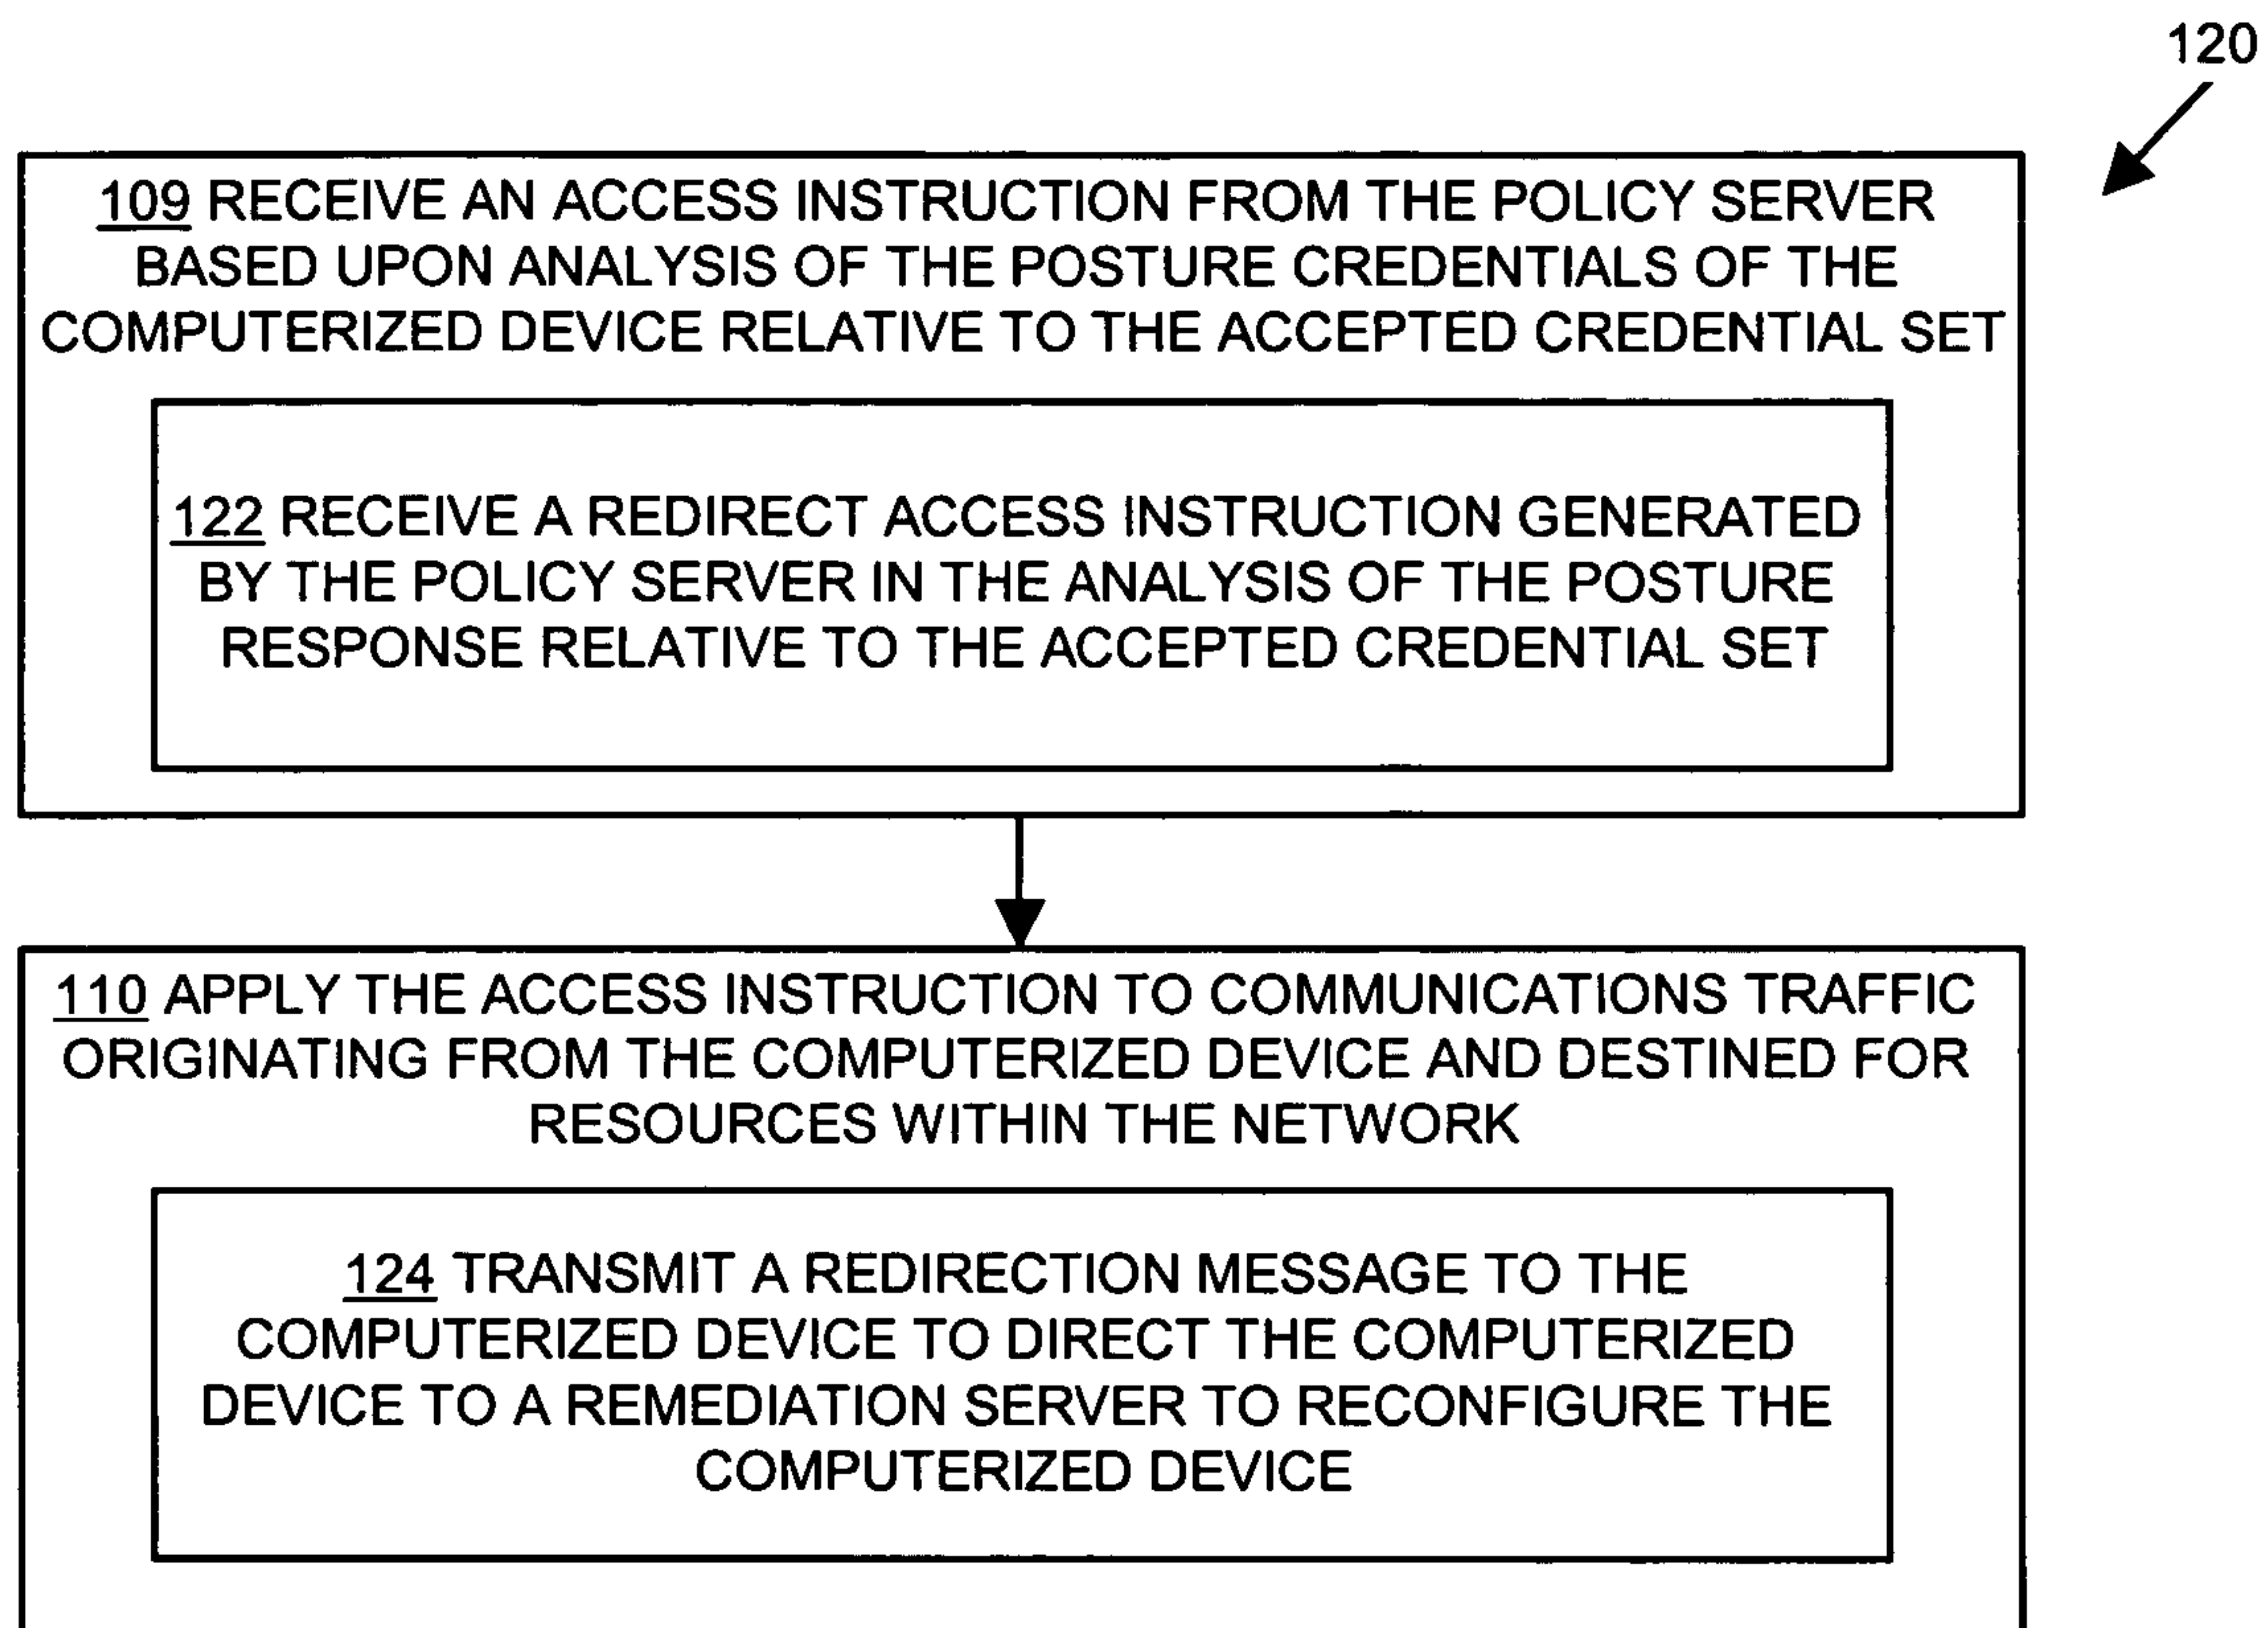 120
109 RECEIVE AN ACCESS INSTRUCTION FROM THE POLICY SERVER
BASED UPON ANALYSIS OF THE POSTURE CREDENTIALS OF THE
COMPUTERIZED DEVICE RELATIVE TO THE ACCEPTED CREDENTIAL SET
122 RECEIVE A REDIRECT ACCESS INSTRUCTION GENERATED
BY THE POLICY SERVER IN THE ANALYSIS OF THE POSTURE
RESPONSE RELATIVE TO THE ACCEPTED CREDENTIAL SET
110 APPLY THE ACCESS INSTRUCTION TO COMMUNICATIONS TRAFFIC
ORIGINATING FROM THE COMPUTERIZED DEVICE AND DESTINED FOR
RESOURCES WITHIN THE NETWORK
124 TRANSMIT A REDIRECTION MESSAGE TO THE
COMPUTERIZED DEVICE TO DIRECT THE COMPUTERIZED
DEVICE TO A REMEDIATION SERVER TO RECONFIGURE THE
COMPUTERIZED DEVICE